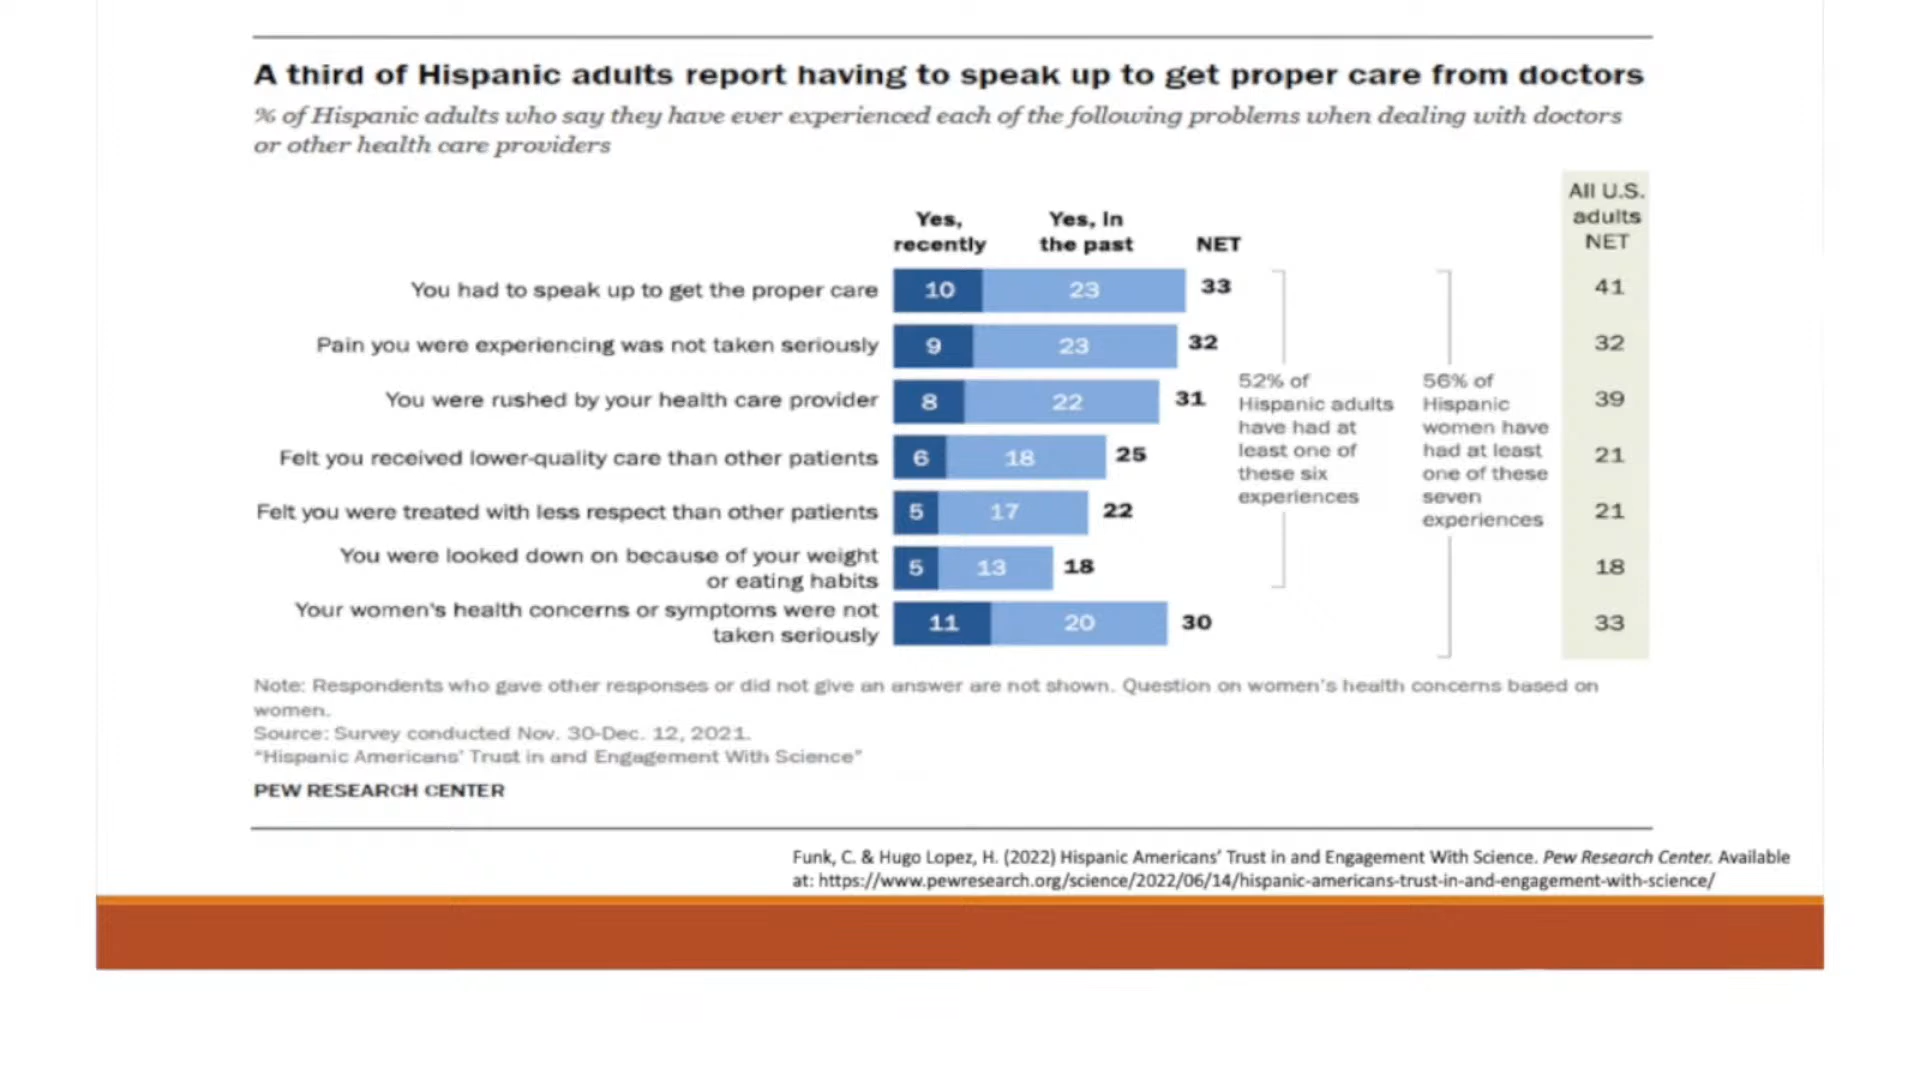 A third of Hispanic adults report having to speak up to get proper care from doctors
% of Hispanic adults who say they have ever experienced each of the following problems when dealing with doctors
or other health care providers
Yes,
recently
Yes, in
the past
NET
All U.S.
adults
NET
You had to speak up to get the proper care 10 23 33 41
Pain you were experiencing was not taken seriously 9 23 32 32
You were rushed by your health care provider 8 22 31 39
Felt you received lower-quality care than other patients 6 18 25 21
Felt you were treated with less respect than other patients 5 17 22 21
You were looked down on because of your weight
or eating habits 5 13 18 18
Your women's health concerns or symptoms were not
taken seriously 11 20 30 33
52% of
Hispanic adults
have had at
least one of
these six
experiences
56% of
Hispanic
women have
had at least
one of these
seven
experiences
Note: Respondents who gave other responses or did not give an answer are not shown. Question on women's health concerns based on
women.
Source: Survey conducted Nov. 30-Dec. 12, 2021.
"Hispanic Americans' Trust in and Engagement With Science"
PEW RESEARCH CENTER
Funk, C. & Hugo Lopez, H. (2022) Hispanic Americans' Trust in and Engagement With Science. Pew Research Center. Available
at: https://www.pewresearch.org/science/2022/06/14/hispanic-americans-trust-in-and-engagement-with-science/